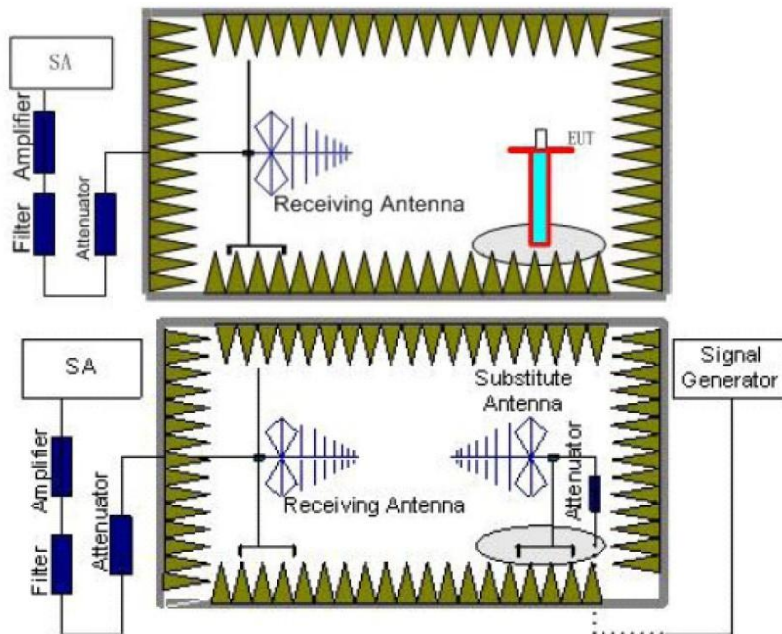 SA
Amplifier
Filter
Attenuator
Receiving Antenna
EUT
SA
Amplifier
Filter
Attenuator
Receiving Antenna
Substitute
Antenna
Attenuator
Signal
Generator